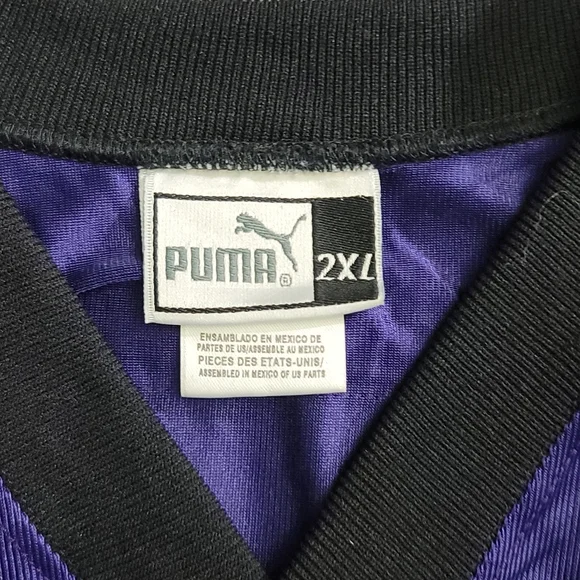 PUMA® 2XL
ENSAMBLADO EN MEXICO DE
PARTES DE US/ASSEMBLE AU MEXICO
PIECES DES ETATS-UNIS/
ASSEMBLED IN MEXICO OF US PARTS